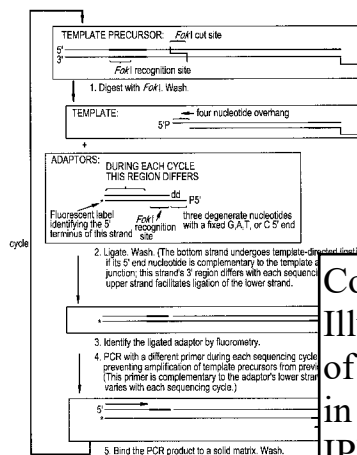 TEMPLATE PRECURSOR: FokI cut site
5'
3'
FokI recognition site
1. Digest with FokI. Wash.
TEMPLATE:
four nucleotide overhang
5'P
+
ADAPTORS:
DURING EACH CYCLE
THIS REGION DIFFERS
dd
P5'
Fluorescent label
identifying the 5'
terminus of this strand
FokI
recognition
site
three degenerate nucleotides
with a fixed G,A,T, or C 5' end
cycle
2. Ligate. Wash. (The bottom strand undergoes template-directed
if its 5' end nucleotide is complementary to the template a
junction; this strand's 3' region differs with each sequenci
upper strand facilitates ligation of the lower strand.
3. Identify the ligated adaptor by fluorometry.
4. PCR with a different primer during each sequencing cycle
preventing amplification of template precursors from previ
(This primer is complementary to the adaptor's lower stran
varies with each sequencing cycle.)
5'
5. Bind the PCR product to a solid matrix. Wash.
Co
Ill
of
in
IP